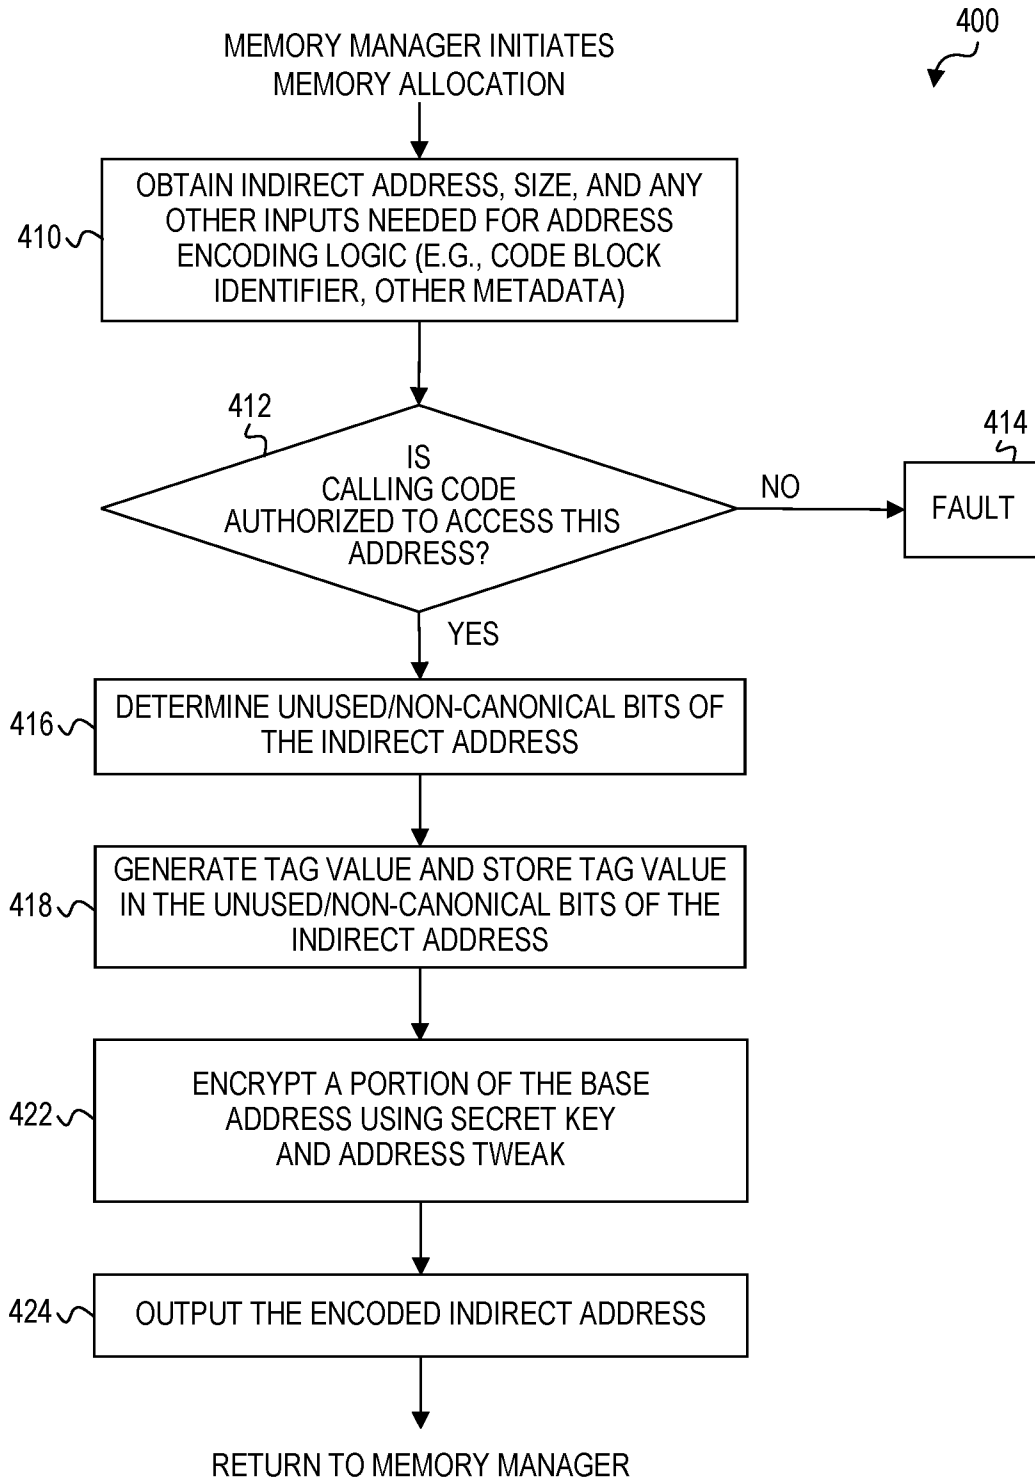 400
MEMORY MANAGER INITIATES
MEMORY ALLOCATION
410
OBTAIN INDIRECT ADDRESS, SIZE, AND ANY
OTHER INPUTS NEEDED FOR ADDRESS
ENCODING LOGIC (E.G., CODE BLOCK
IDENTIFIER, OTHER METADATA)
412
IS
CALLING CODE
AUTHORIZED TO ACCESS THIS
ADDRESS?
NO
414
FAULT
YES
416
DETERMINE UNUSED/NON-CANONICAL BITS OF
THE INDIRECT ADDRESS
418
GENERATE TAG VALUE AND STORE TAG VALUE
IN THE UNUSED/NON-CANONICAL BITS OF THE
INDIRECT ADDRESS
422
ENCRYPT A PORTION OF THE BASE
ADDRESS USING SECRET KEY
AND ADDRESS TWEAK
424
OUTPUT THE ENCODED INDIRECT ADDRESS
RETURN TO MEMORY MANAGER